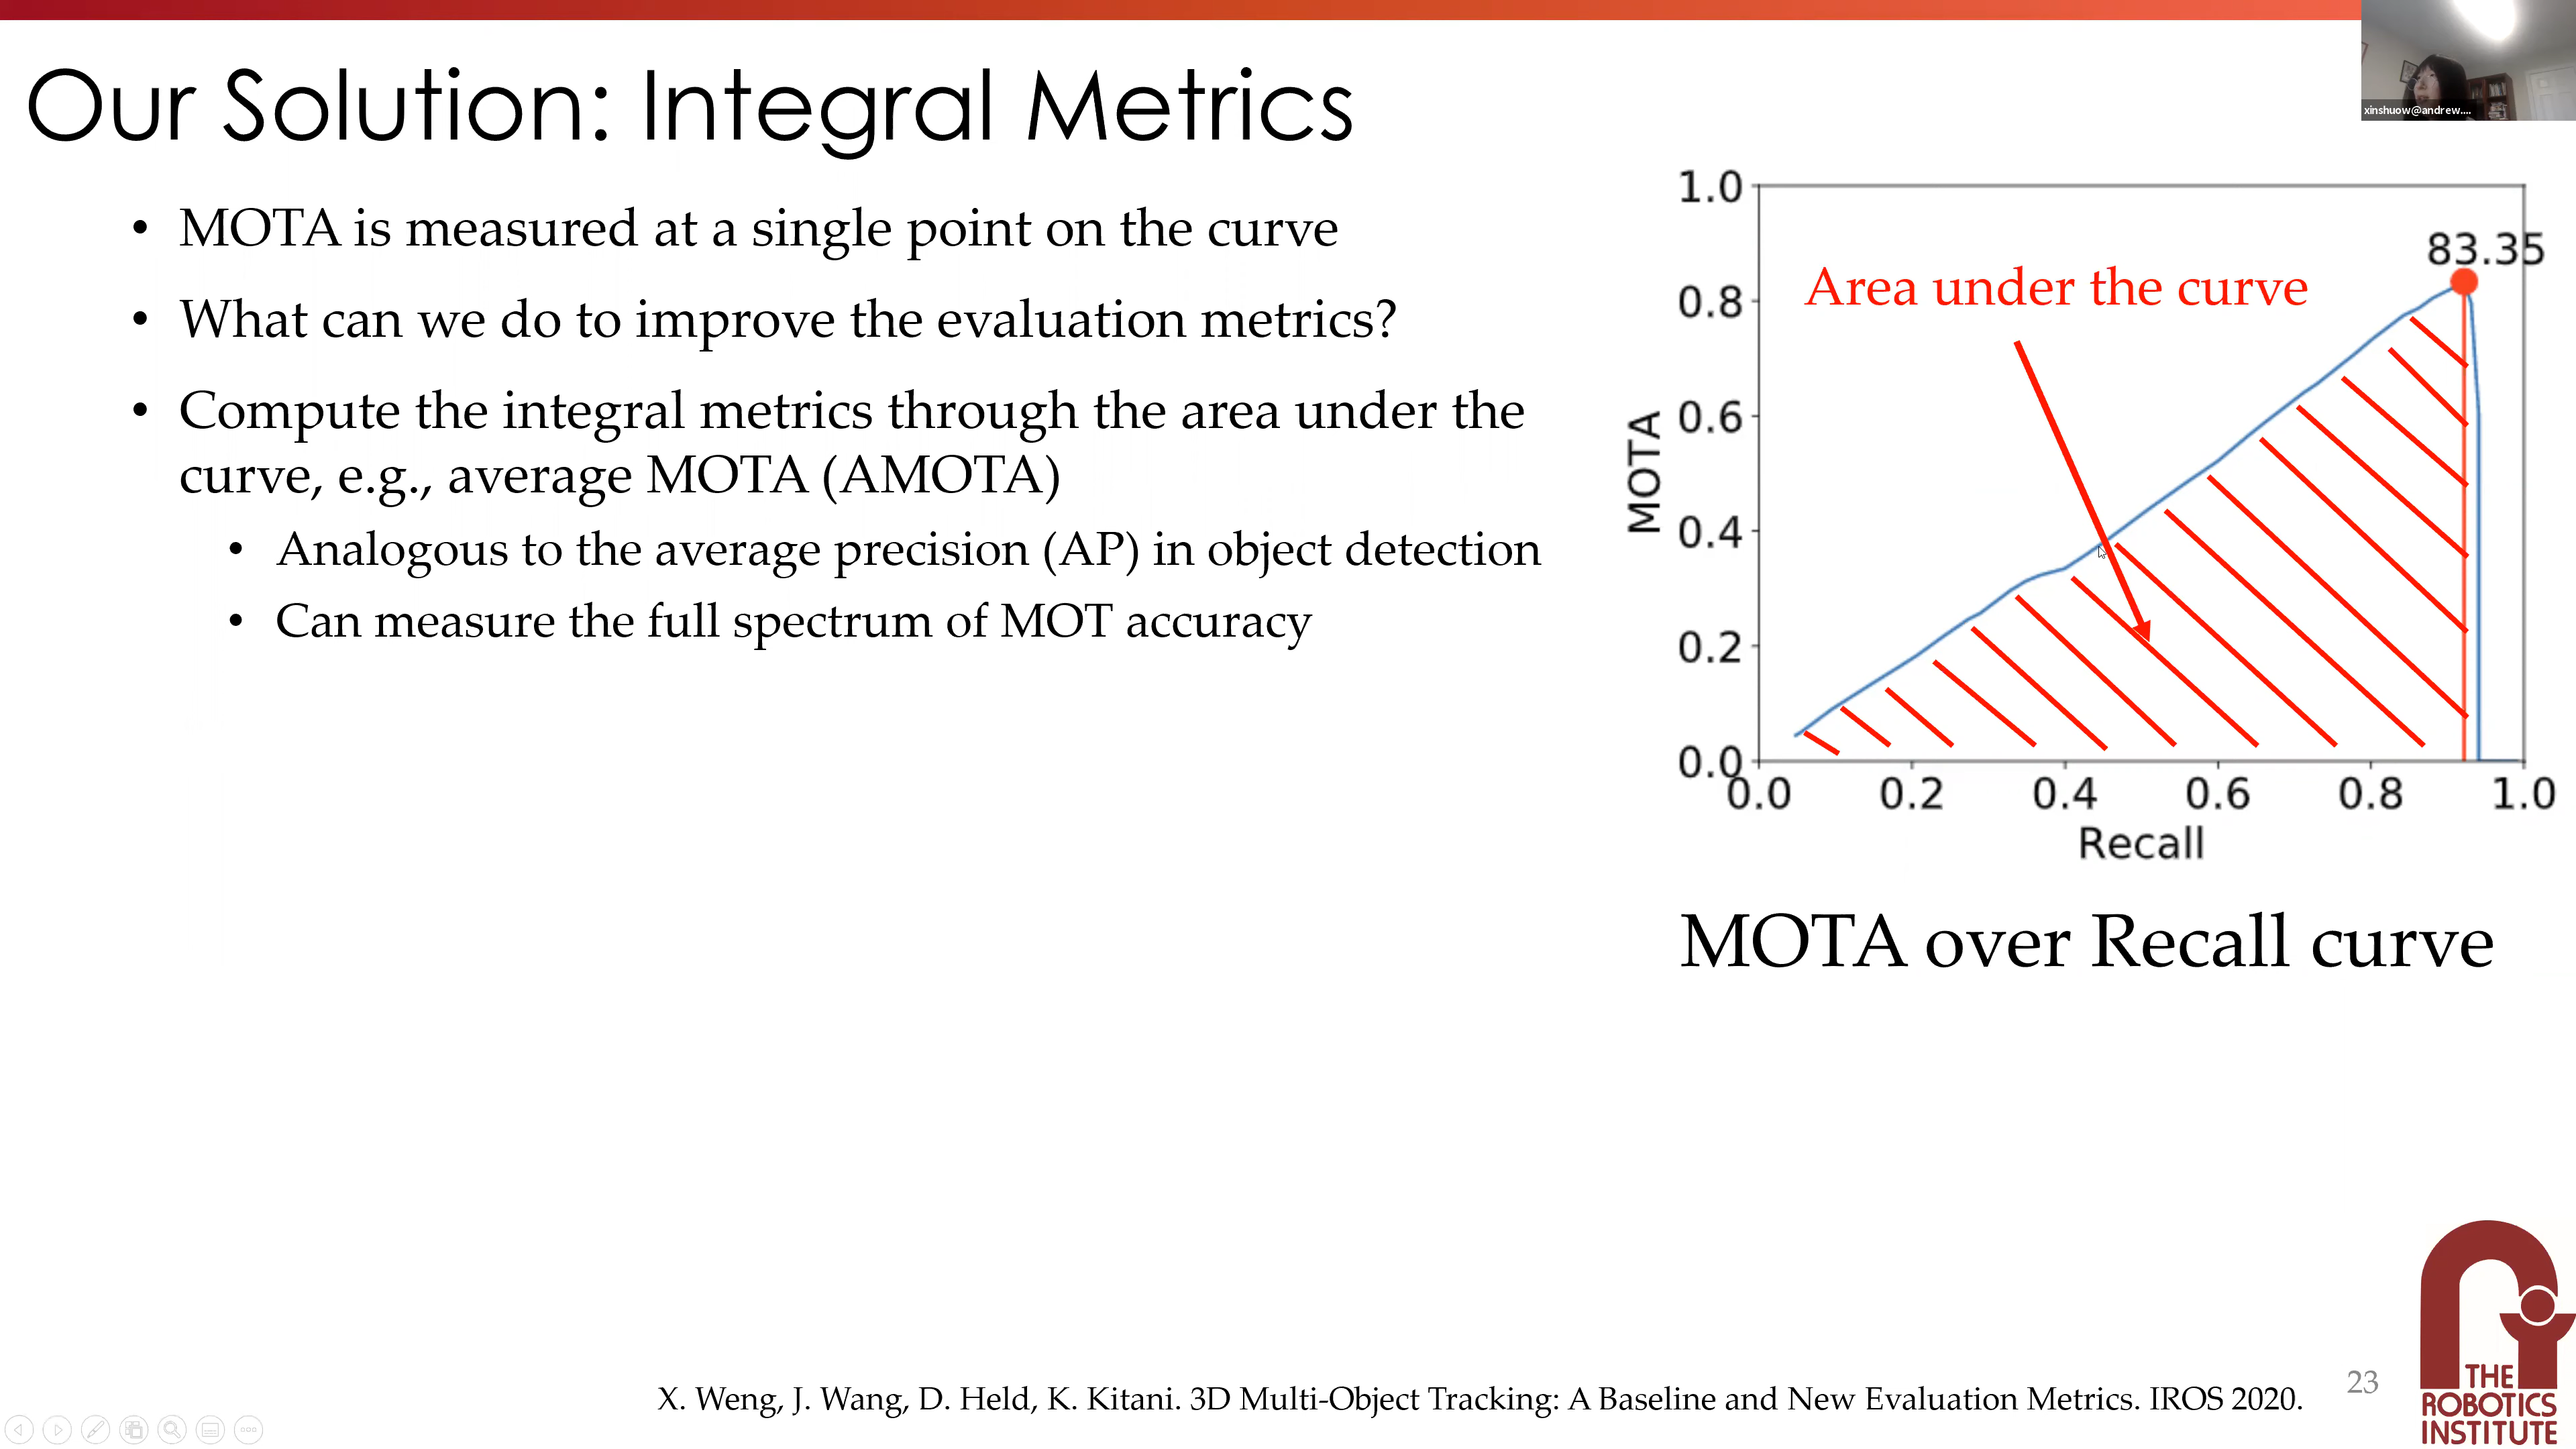 xinshuow@andrew....
Our Solution: Integral Metrics
• MOTA is measured at a single point on the curve
• What can we do to improve the evaluation metrics?
• Compute the integral metrics through the area under the
curve, e.g., average MOTA (AMOTA)
• Analogous to the average precision (AP) in object detection
• Can measure the full spectrum of MOT accuracy
1.0
83.35
Area under the curve
0.8
0.6
MOTA
0.4
0.2
0.0
0.0 0.2 0.4 0.6 0.8 1.0
Recall
MOTA over Recall curve
X. Weng, J. Wang, D. Held, K. Kitani. 3D Multi-Object Tracking: A Baseline and New Evaluation Metrics. IROS 2020.
23
THE
ROBOTICS
INSTITUTE